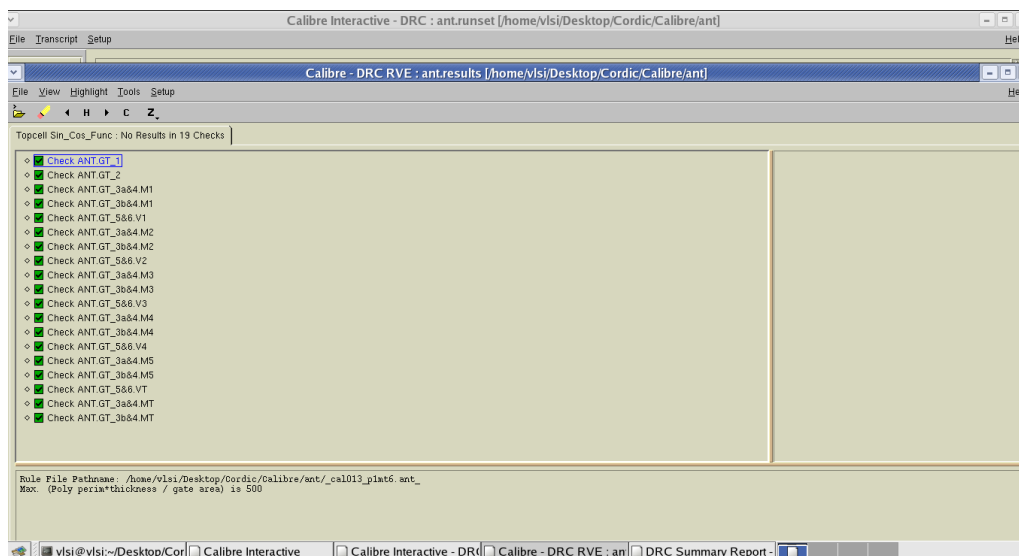 Calibre Interactive - DRC : ant.runset [/home/vlsi/Desktop/Cordic/Calibre/ant]
File Transcript Setup Hel
Calibre - DRC RVE : ant.results [/home/vlsi/Desktop/Cordic/Calibre/ant]
File View Highlight Tools Setup He
H C Z
Topcell Sin_Cos_Func : No Results in 19 Checks
Check ANT.GT_1
Check ANT.GT_2
Check ANT.GT_3a&4.M1
Check ANT.GT_3b&4.M1
Check ANT.GT_5&6.V1
Check ANT.GT_3a&4.M2
Check ANT.GT_3b&4.M2
Check ANT.GT_5&6.V2
Check ANT.GT_3a&4.M3
Check ANT.GT_3b&4.M3
Check ANT.GT_5&6.V3
Check ANT.GT_3a&4.M4
Check ANT.GT_3b&4.M4
Check ANT.GT_5&6.V4
Check ANT.GT_3a&4.M5
Check ANT.GT_3b&4.M5
Check ANT.GT_5&6.VT
Check ANT.GT_3a&4.MT
Check ANT.GT_3b&4.MT
Rule File Pathname: /home/vlsi/Desktop/Cordic/Calibre/ant/_cal013_p1mt6.ant_
Max. (Poly perim*thickness / gate area) is 500
vlsi@vlsi:~/Desktop/Cor Calibre Interactive Calibre Interactive - DR( Calibre - DRC RVE : an DRC Summary Report -